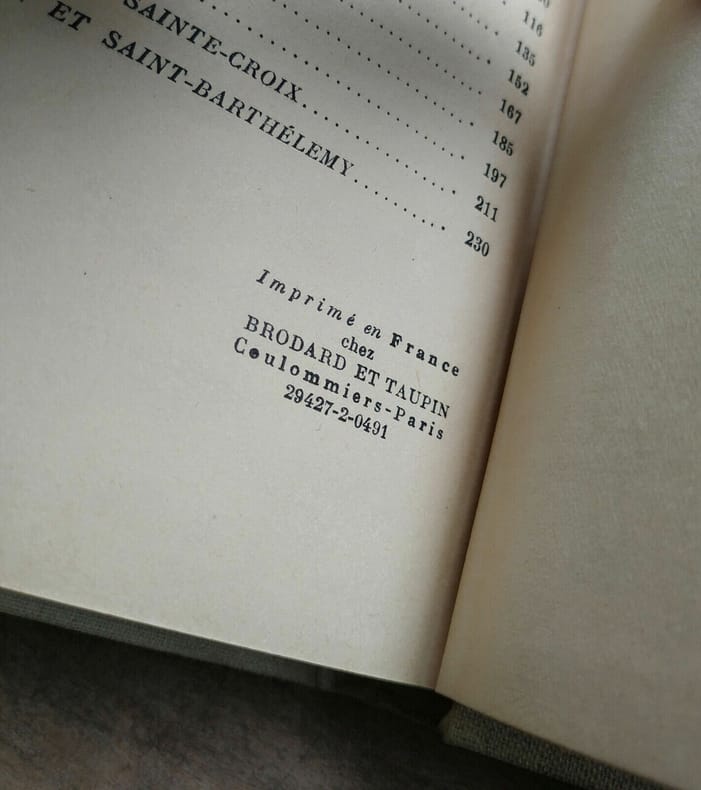 116
135
152
167
185
SAINTE-CROIX.......... 197
211
ET SAINT-BARTHÉLEMY.......... 230
Imprimé en France
chez
BRODARD ET TAUPIN
Coulommiers-Paris
29427-2-0491